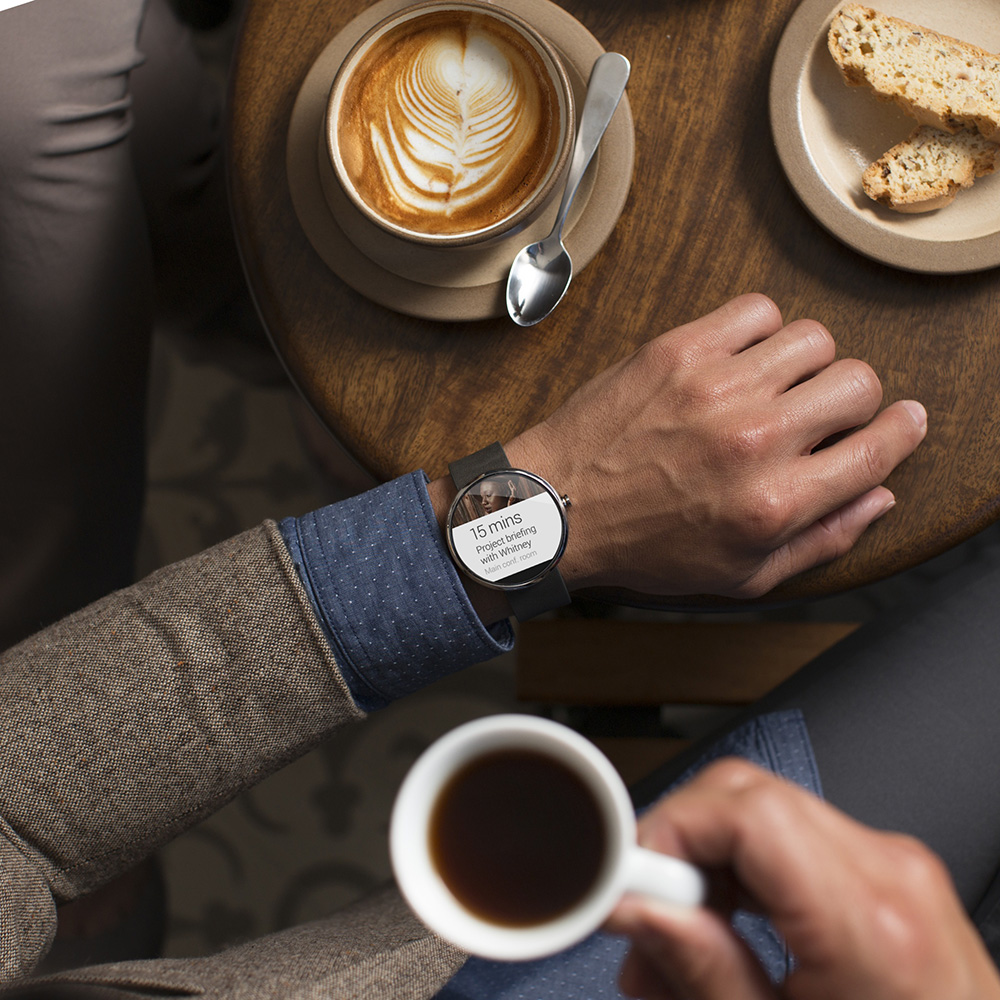 15 mins
Project briefing
with Whitney
Main conf. room